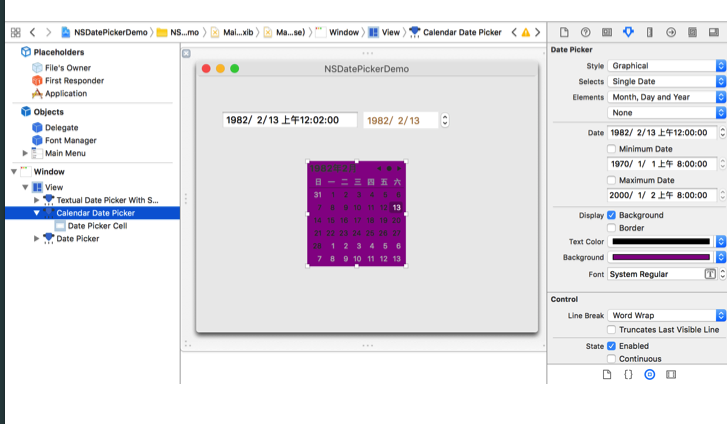 NSDatePickerDemo NS...mo Mai...xib Ma...se) Window View Calendar Date Picker
Placeholders
File's Owner
First Responder
Application
Objects
Delegate
Font Manager
Main Menu
Window
View
Textual Date Picker With S...
Calendar Date Picker
Date Picker Cell
Date Picker
NSDatePickerDemo
1982/ 2/13 上午12:02:00
1982/ 2/13
日 一 二 三 四 五 六
31 1 2 3 4 5 6
7 8 9 10 11 12 13
14 15 16 17 18 19 20
21 22 23 24 25 26 27
28 1 2 3 4 5 6
7 8 9 10 11 12 13
Date Picker
Style Graphical
Selects Single Date
Elements Month, Day and Year
None
Date 1982/ 2/13 上午12:00:00
Minimum Date
1970/ 1/ 1 上午 8:00:00
Maximum Date
2000/ 1/ 2 上午 8:00:00
Display Background
Border
Text Color
Background
Font System Regular
Control
Line Break Word Wrap
Truncates Last Visible Line
State Enabled
Continuous